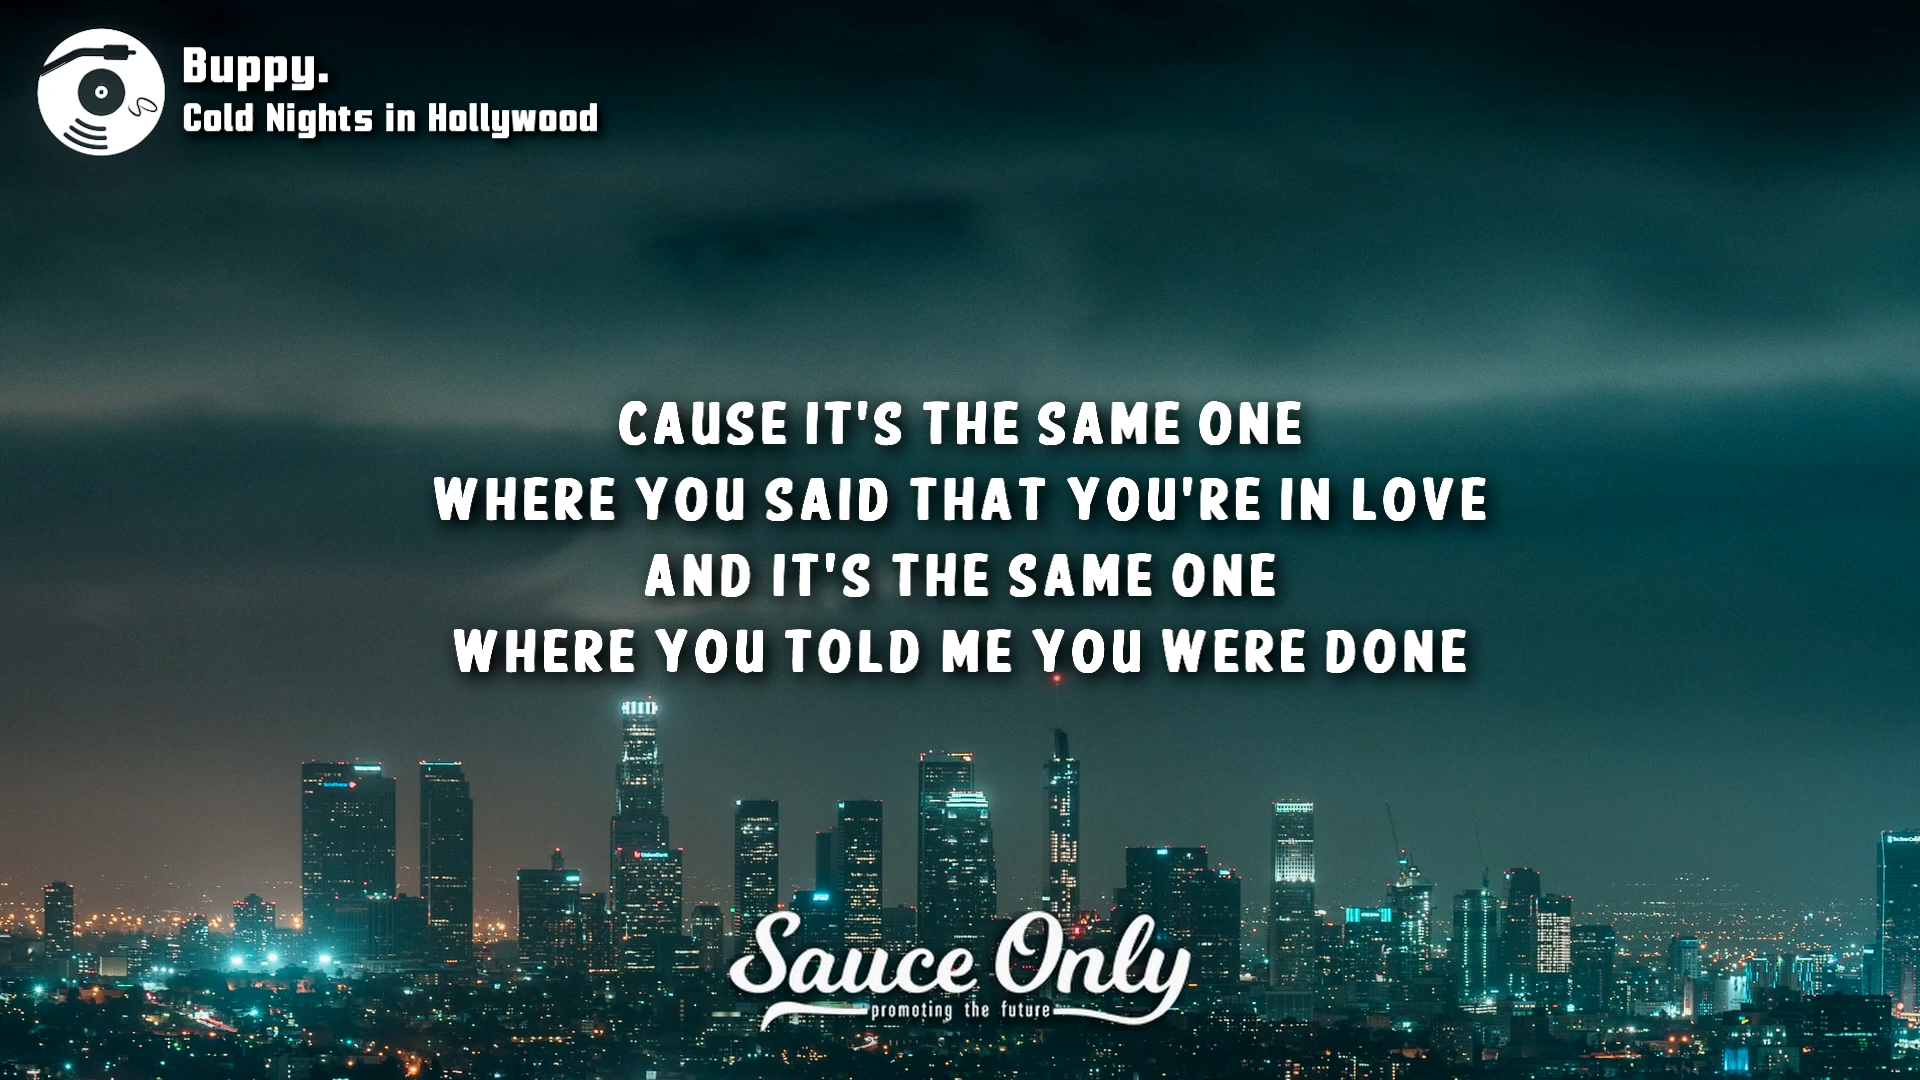 Buppy.
Cold Nights in Hollywood
CAUSE IT'S THE SAME ONE
WHERE YOU SAID THAT YOU'RE IN LOVE
AND IT'S THE SAME ONE
WHERE YOU TOLD ME YOU WERE DONE
Sauce Only
promoting the future